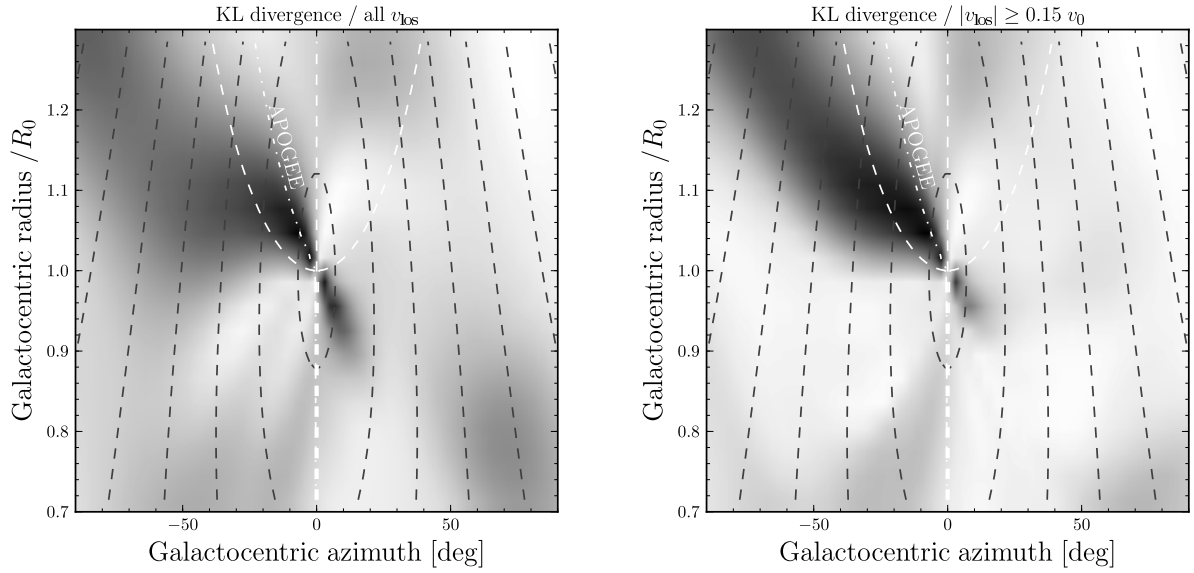 KL divergence / all v_los
KL divergence / |v_los| ≥ 0.15 v_0
1.2
1.1
1.0
0.9
0.8
0.7
Galactocentric radius /R_0
APOGEE
−50
0
50
Galactocentric azimuth [deg]
1.2
1.1
1.0
0.9
0.8
0.7
Galactocentric radius /R_0
APOGEE
−50
0
50
Galactocentric azimuth [deg]